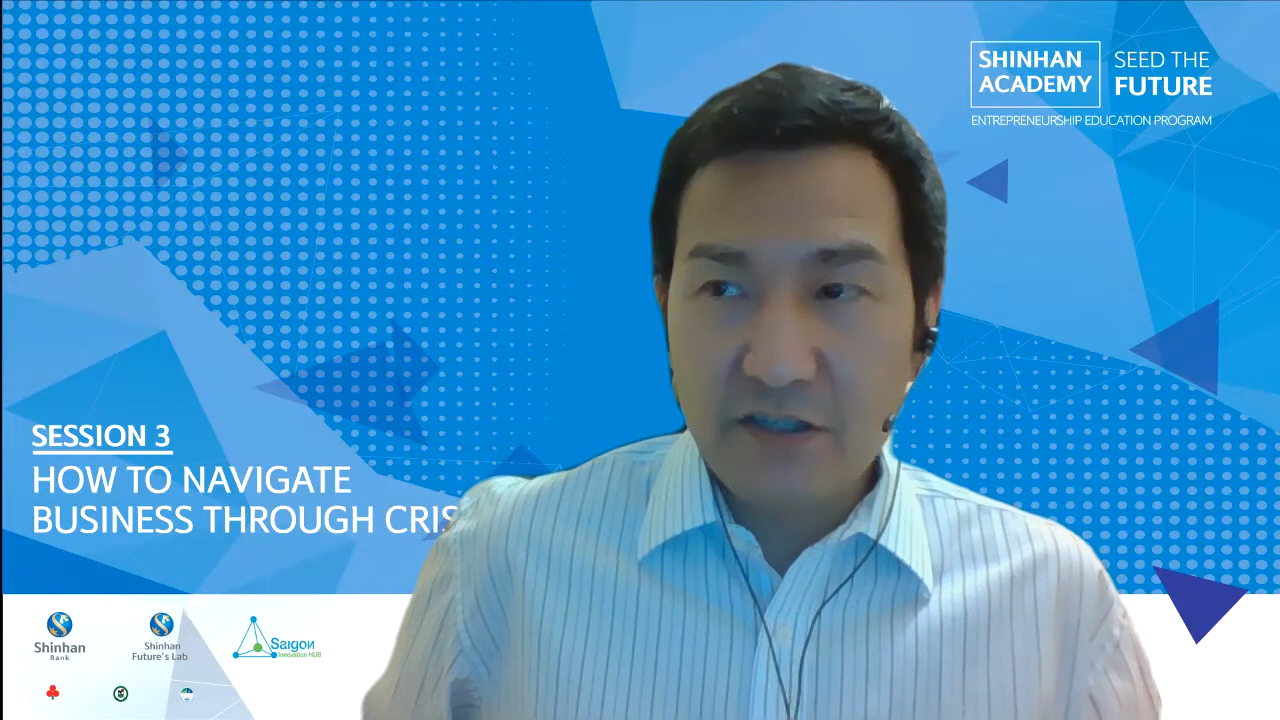 SHINHAN
ACADEMY
SEED THE
FUTURE
ENTREPRENEURSHIP EDUCATION PROGRAM
SESSION 3
HOW TO NAVIGATE
BUSINESS THROUGH CRIS
Shinhan
Bank
Shinhan
Future's Lab
Saigon
Innovation HUB